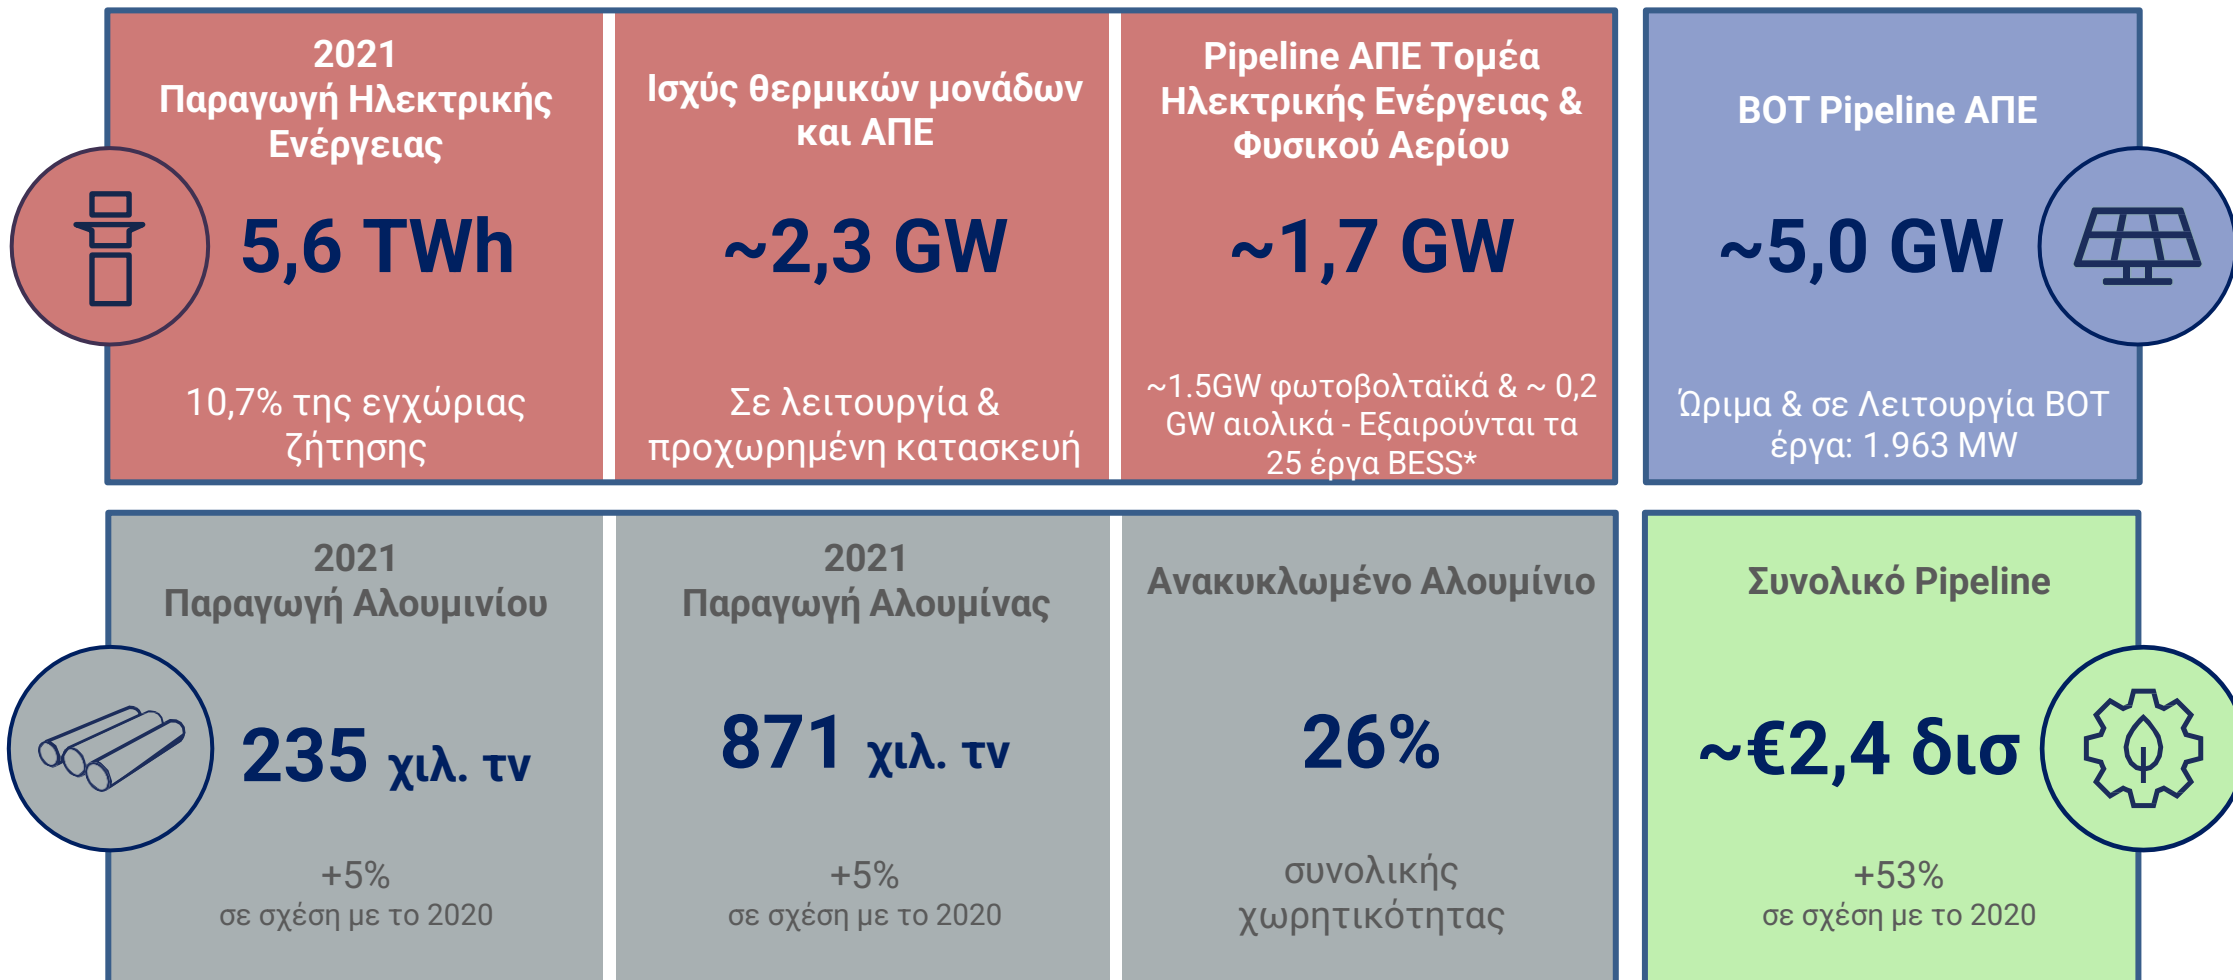 2021
Παραγωγή Ηλεκτρικής
Ενέργειας
5,6 TWh
10,7% της εγχώριας
ζήτησης
Ισχύς θερμικών μονάδων
και ΑΠΕ
~2,3 GW
Σε λειτουργία &
προχωρημένη κατασκευή
Pipeline ΑΠΕ Τομέα
Ηλεκτρικής Ενέργειας &
Φυσικού Αερίου
~1,7 GW
~1.5GW φωτοβολταϊκά & ~ 0,2
GW αιολικά - Εξαιρούνται τα
25 έργα BESS*
BOT Pipeline ΑΠΕ
~5,0 GW
Ώριμα & σε Λειτουργία BOT
έργα: 1.963 MW
2021
Παραγωγή Αλουμινίου
235 χιλ. τν
+5%
σε σχέση με το 2020
2021
Παραγωγή Αλουμίνας
871 χιλ. τν
+5%
σε σχέση με το 2020
Ανακυκλωμένο Αλουμίνιο
26%
συνολικής
χωρητικότητας
Συνολικό Pipeline
~€2,4 δισ
+53%
σε σχέση με το 2020